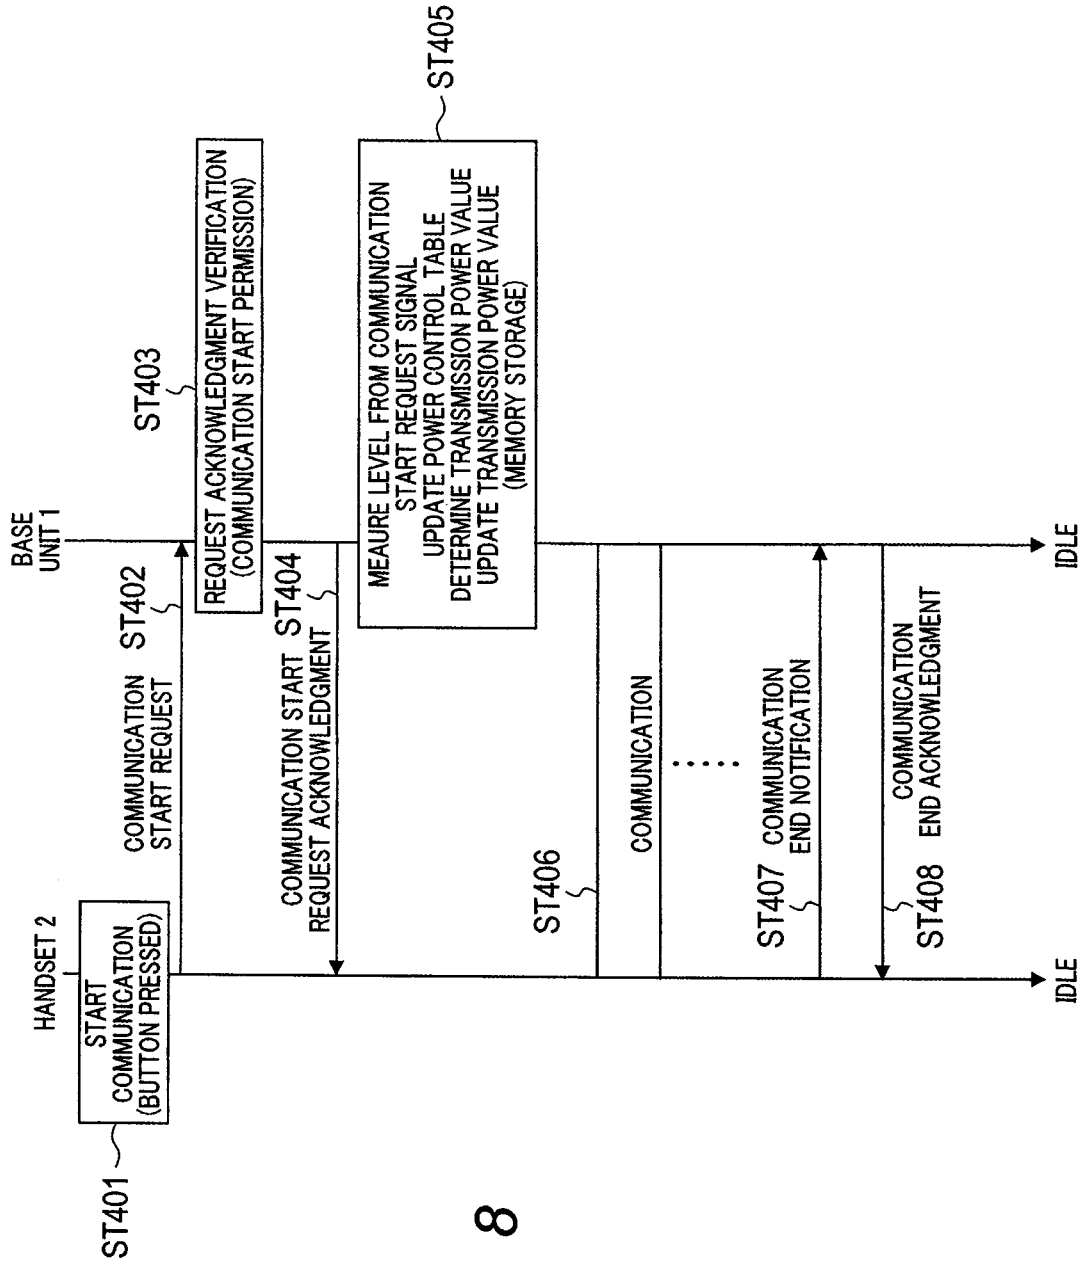 HANDSET 2
BASE
UNIT 1
ST401
START
COMMUNICATION
(BUTTON PRESSED)
COMMUNICATION
START REQUEST
ST402
ST403
REQUEST ACKNOWLEDGMENT VERIFICATION
(COMMUNICATION START PERMISSION)
COMMUNICATION START
REQUEST ACKNOWLEDGMENT
ST404
ST405
MEAURE LEVEL FROM COMMUNICATION
START REQUEST SIGNAL
UPDATE POWER CONTROL TABLE
DETERMINE TRANSMISSION POWER VALUE
UPDATE TRANSMISSION POWER VALUE
(MEMORY STORAGE)
ST406
COMMUNICATION
ST407
COMMUNICATION
END NOTIFICATION
ST408
COMMUNICATION
END ACKNOWLEDGMENT
IDLE
IDLE
8